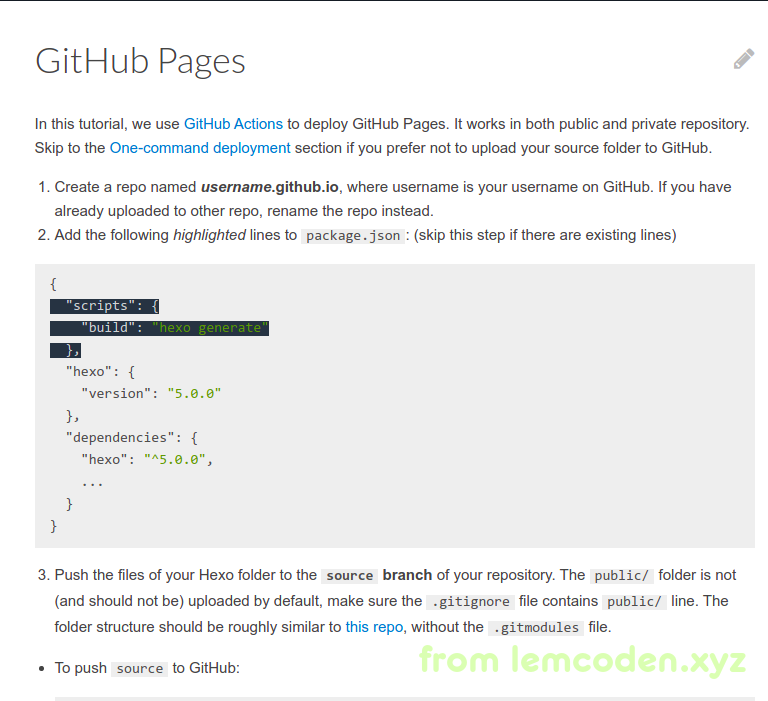 GitHub Pages
In this tutorial, we use GitHub Actions to deploy GitHub Pages. It works in both public and private repository.
Skip to the One-command deployment section if you prefer not to upload your source folder to GitHub.
1. Create a repo named username.github.io, where username is your username on GitHub. If you have
already uploaded to other repo, rename the repo instead.
2. Add the following highlighted lines to package.json: (skip this step if there are existing lines)
{
  "scripts": {
    "build": "hexo generate"
  },
  "hexo": {
    "version": "5.0.0"
  },
  "dependencies": {
    "hexo": "^5.0.0",
    ...
  }
}
3. Push the files of your Hexo folder to the source branch of your repository. The public/ folder is not
(and should not be) uploaded by default, make sure the .gitignore file contains public/ line. The
folder structure should be roughly similar to this repo, without the .gitmodules file.
• To push source to GitHub:
from lemcoden.xyz